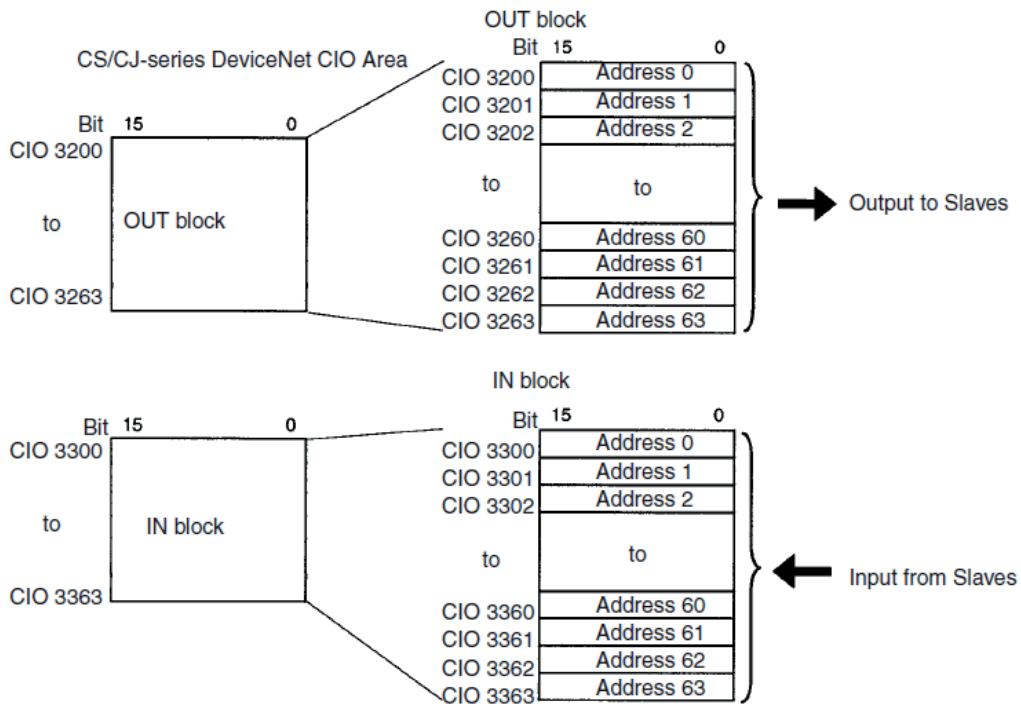 OUT block
CS/CJ-series DeviceNet CIO Area
Bit 15 0
CIO 3200
to
CIO 3263
OUT block
Bit 15 0
CIO 3200 Address 0
CIO 3201 Address 1
CIO 3202 Address 2
to to
CIO 3260 Address 60
CIO 3261 Address 61
CIO 3262 Address 62
CIO 3263 Address 63
Output to Slaves
IN block
Bit 15 0
CIO 3300
to
CIO 3363
IN block
Bit 15 0
CIO 3300 Address 0
CIO 3301 Address 1
CIO 3302 Address 2
to to
CIO 3360 Address 60
CIO 3361 Address 61
CIO 3362 Address 62
CIO 3363 Address 63
Input from Slaves